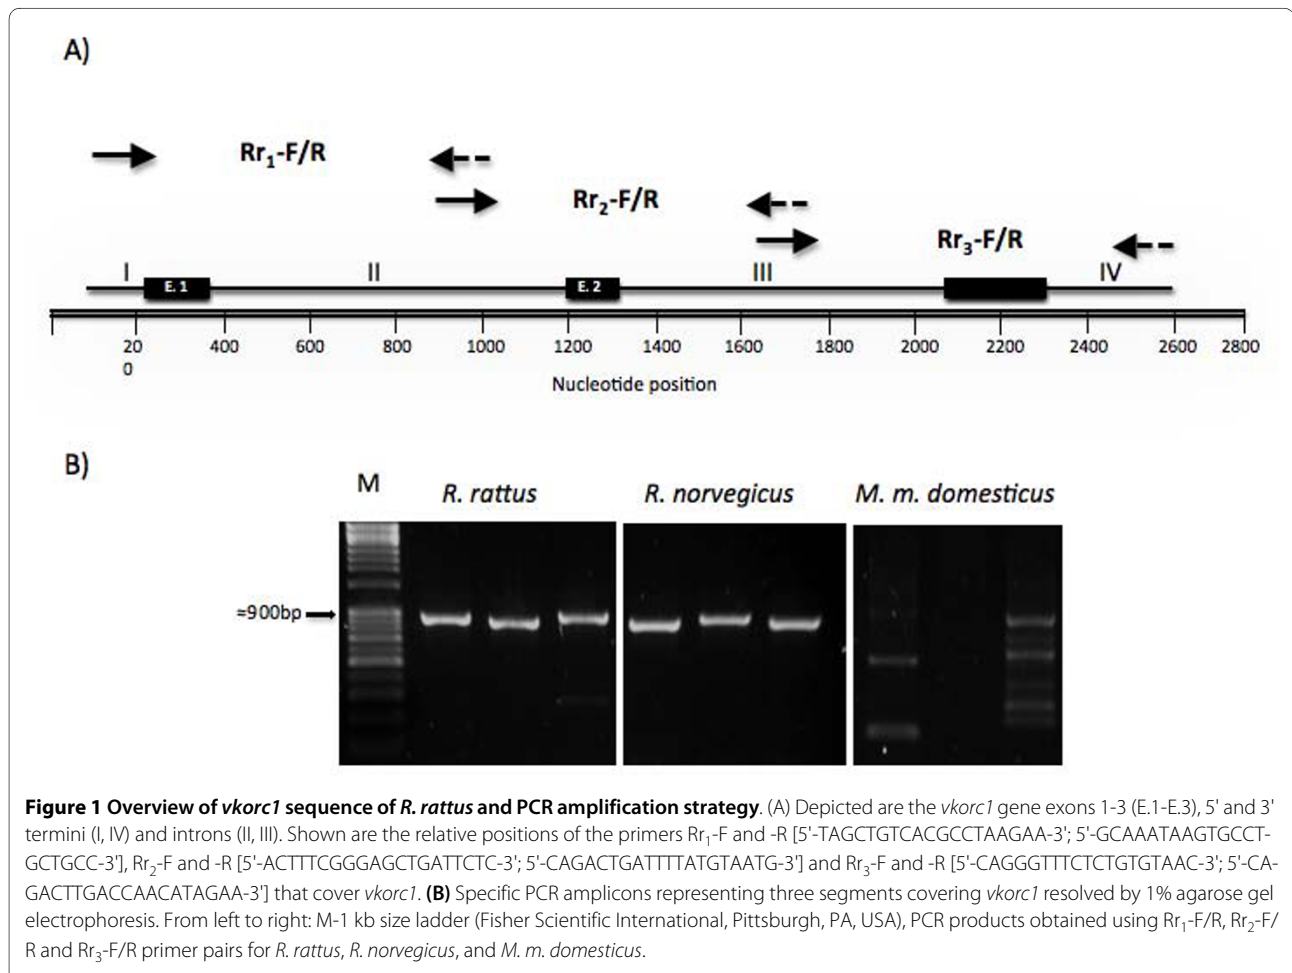 A)
Rr₁-F/R
Rr₂-F/R
Rr₃-F/R
I II III IV
E. 1 E. 2
20 400 600 800 1000 1200 1400 1600 1800 2000 2200 2400 2600 2800
0
Nucleotide position
B)
M R. rattus R. norvegicus M. m. domesticus
≈900bp
Figure 1 Overview of vkorc1 sequence of R. rattus and PCR amplification strategy. (A) Depicted are the vkorc1 gene exons 1-3 (E.1-E.3), 5' and 3'
termini (I, IV) and introns (II, III). Shown are the relative positions of the primers Rr₁-F and -R [5'-TAGCTGTCACGCCTAAGAA-3'; 5'-GCAAATAAGTGCCT-
GCTGCC-3'], Rr₂-F and -R [5'-ACTTTCGGGAGCTGATTCTC-3'; 5'-CAGACTGATTTTATGTAATG-3'] and Rr₃-F and -R [5'-CAGGGTTTCTCTGTGTAAC-3'; 5'-CA-
GACTTGACCAACATAGAA-3'] that cover vkorc1. (B) Specific PCR amplicons representing three segments covering vkorc1 resolved by 1% agarose gel
electrophoresis. From left to right: M-1 kb size ladder (Fisher Scientific International, Pittsburgh, PA, USA), PCR products obtained using Rr₁-F/R, Rr₂-F/
R and Rr₃-F/R primer pairs for R. rattus, R. norvegicus, and M. m. domesticus.